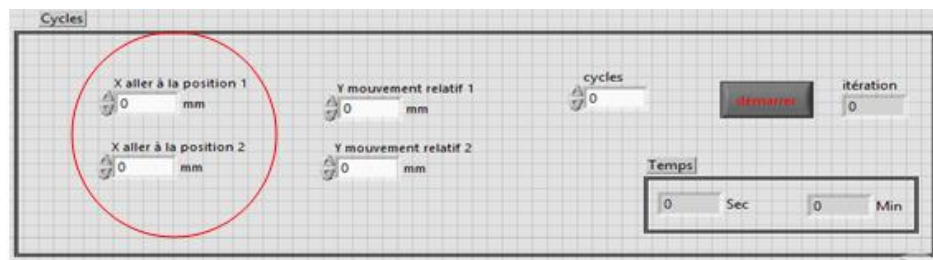 Cycles
X aller à la position 1
0 mm
X aller à la position 2
0 mm
Y mouvement relatif 1
0 mm
Y mouvement relatif 2
0 mm
cycles
0
démarrer
itération
0
Temps
0 Sec
0 Min